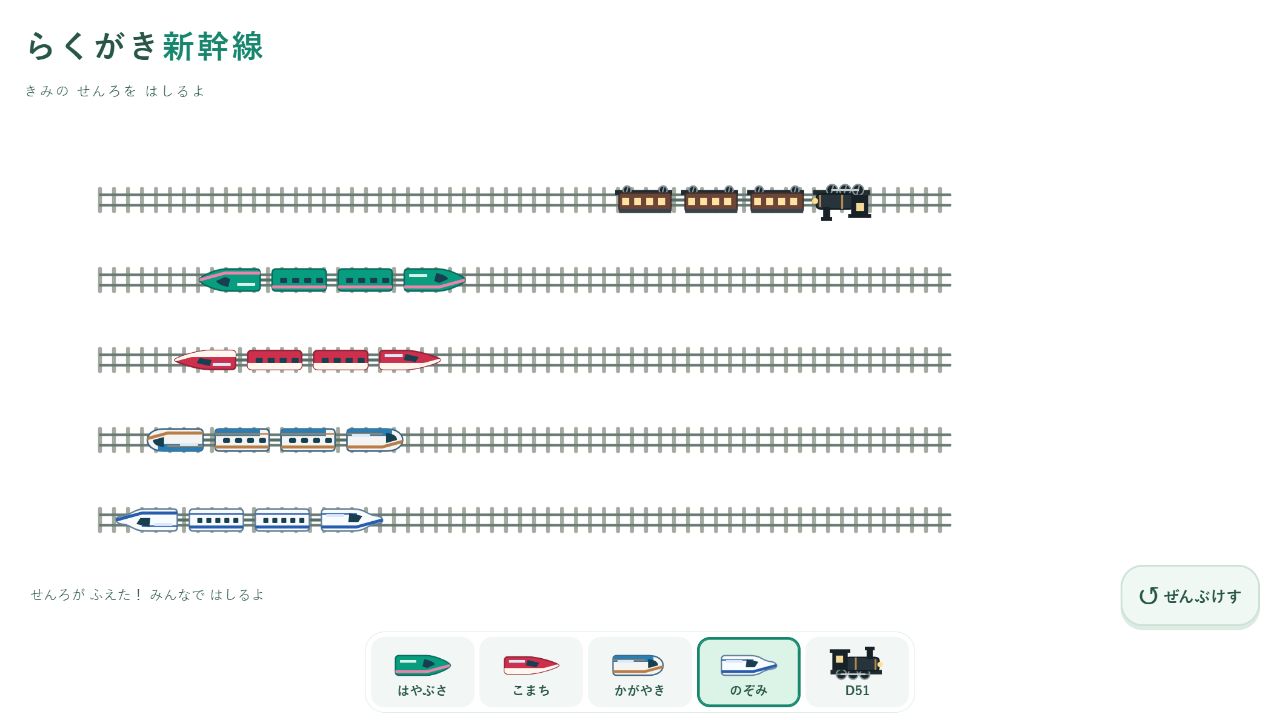 らくがき新幹線
きみの せんろを はしるよ
せんろが ふえた！ みんなで はしるよ
↺ ぜんぶけす
はやぶさ
こまち
かがやき
のぞみ
D51